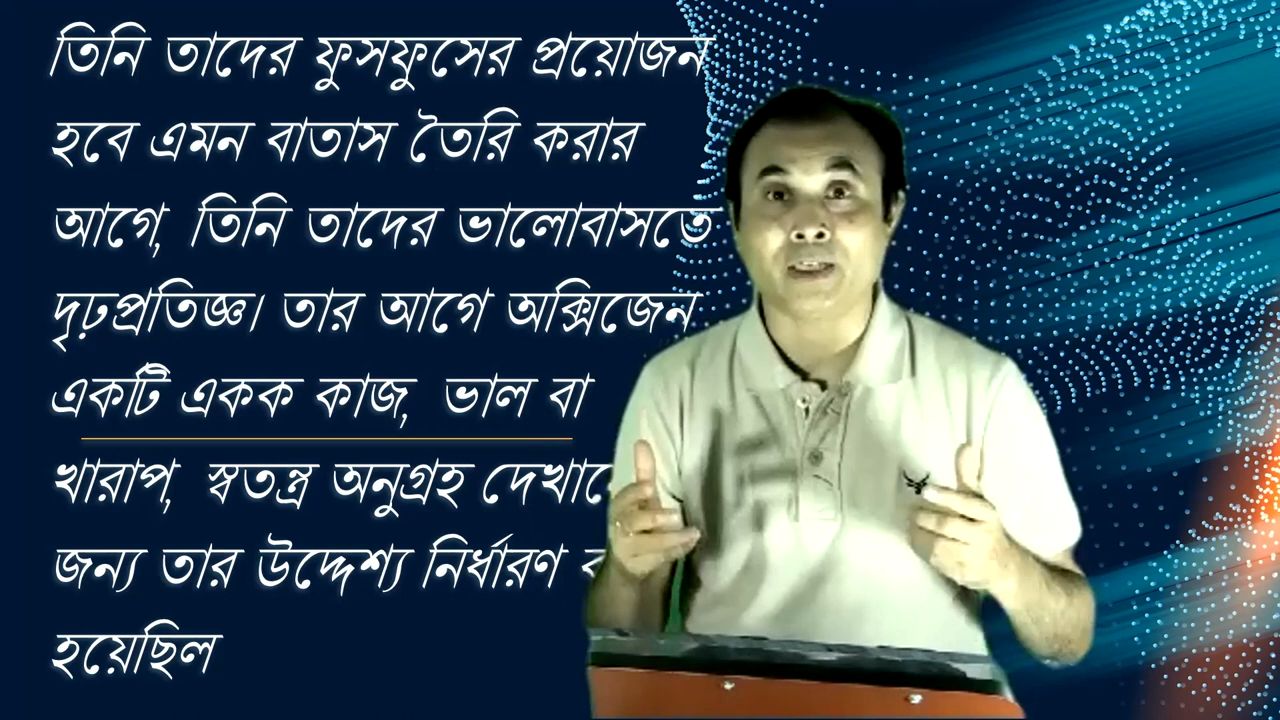 তিনি তাদের ফুসফুসের প্রয়োজন
হবে এমন বাতাস তৈরি করার
আগে, তিনি তাদের ভালোবাসতে
দৃঢ়প্রতিজ্ঞ। তার আগে অক্সিজেন
একটি একক কাজ, ভাল বা
খারাপ, স্বতন্ত্র অনুগ্রহ
জন্য তার উদ্দেশ্য নির্ধারণ
হয়েছিল